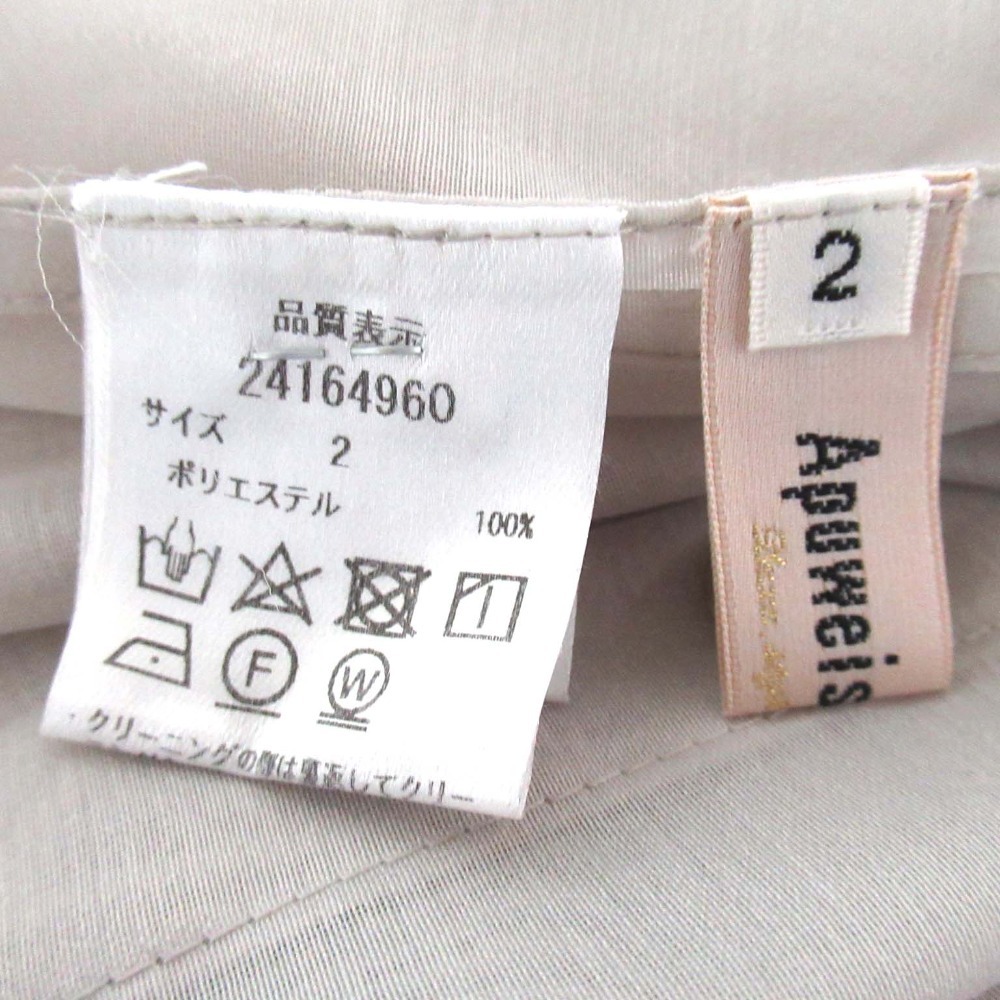 品質表示
24164960
サイズ 2
ポリエステル 100%
F W
クリーニングの際は裏返してクリー
2
Apuweis